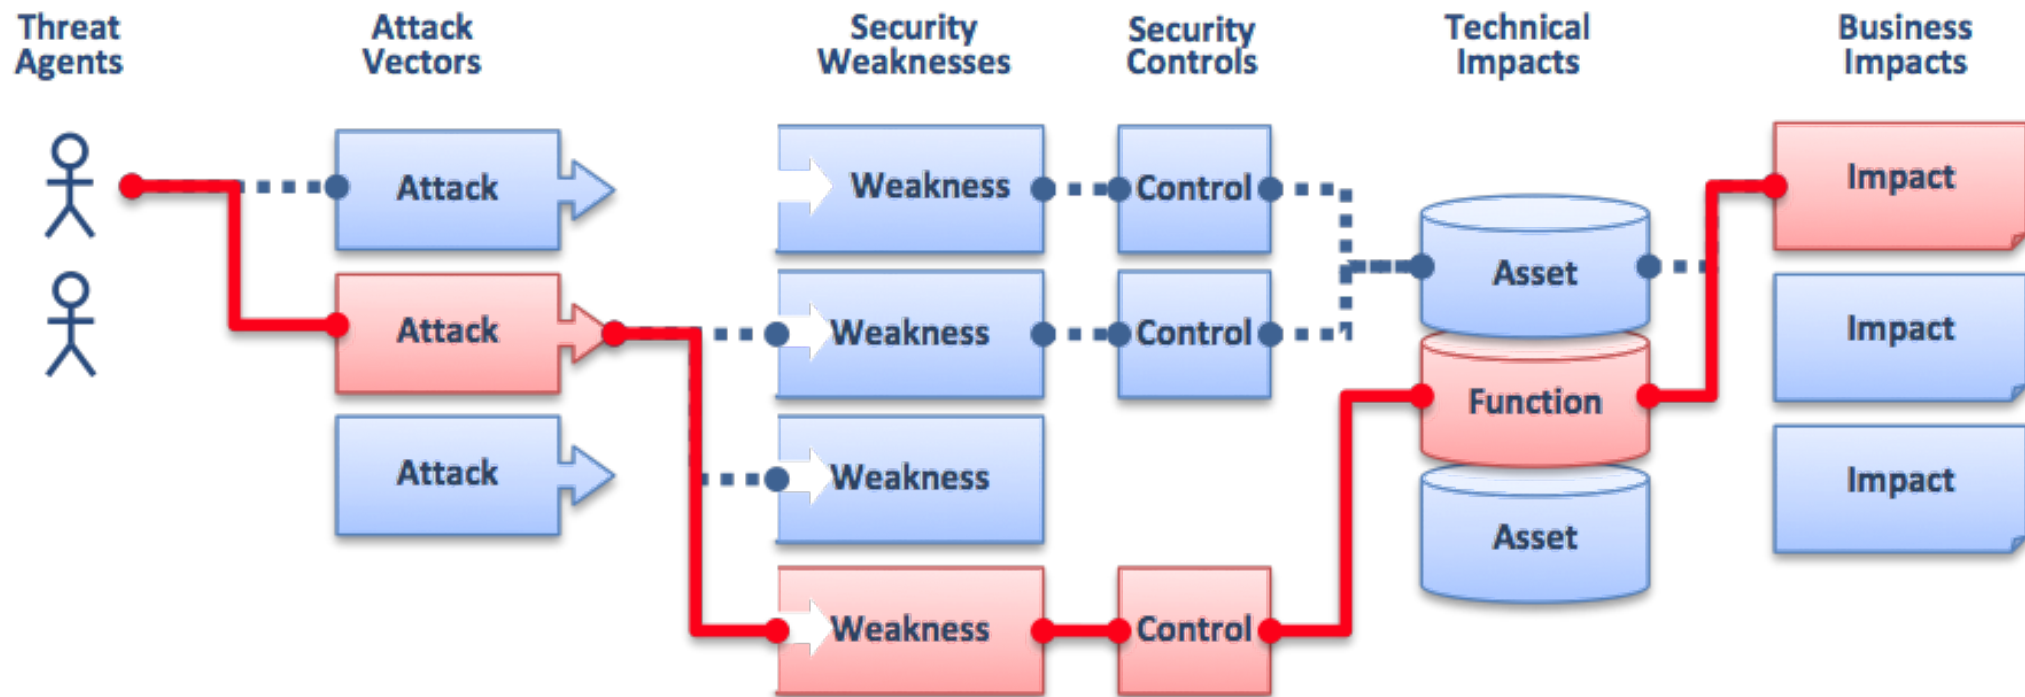 Threat
Agents
Attack
Vectors
Security
Weaknesses
Security
Controls
Technical
Impacts
Business
Impacts
Attack
Weakness
Control
Impact
Asset
Attack
Weakness
Control
Impact
Function
Attack
Weakness
Impact
Asset
Weakness
Control